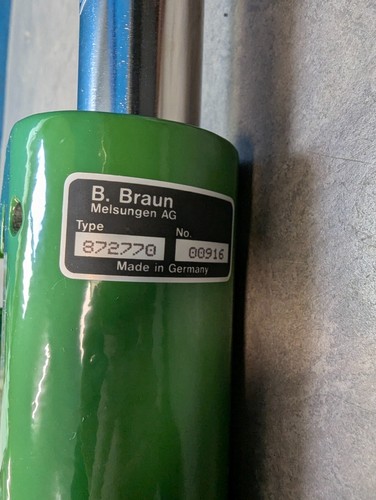 B. Braun
Melsungen AG
Type No.
872770 00916
Made in Germany